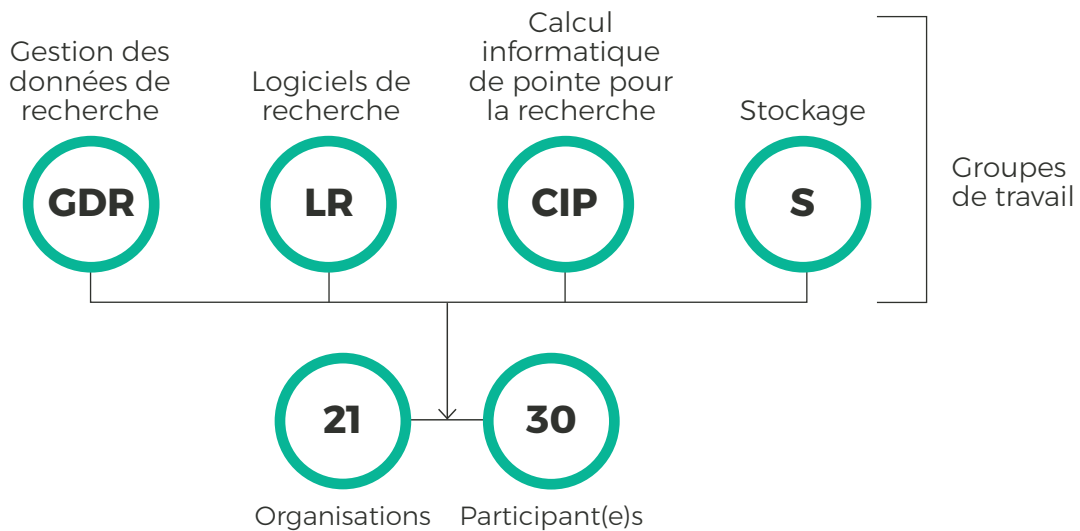 Gestion des
données de
recherche
Logiciels de
recherche
Calcul
informatique
de pointe pour
la recherche
Stockage
GDR
LR
CIP
S
Groupes
de travail
21
30
Organisations
Participant(e)s